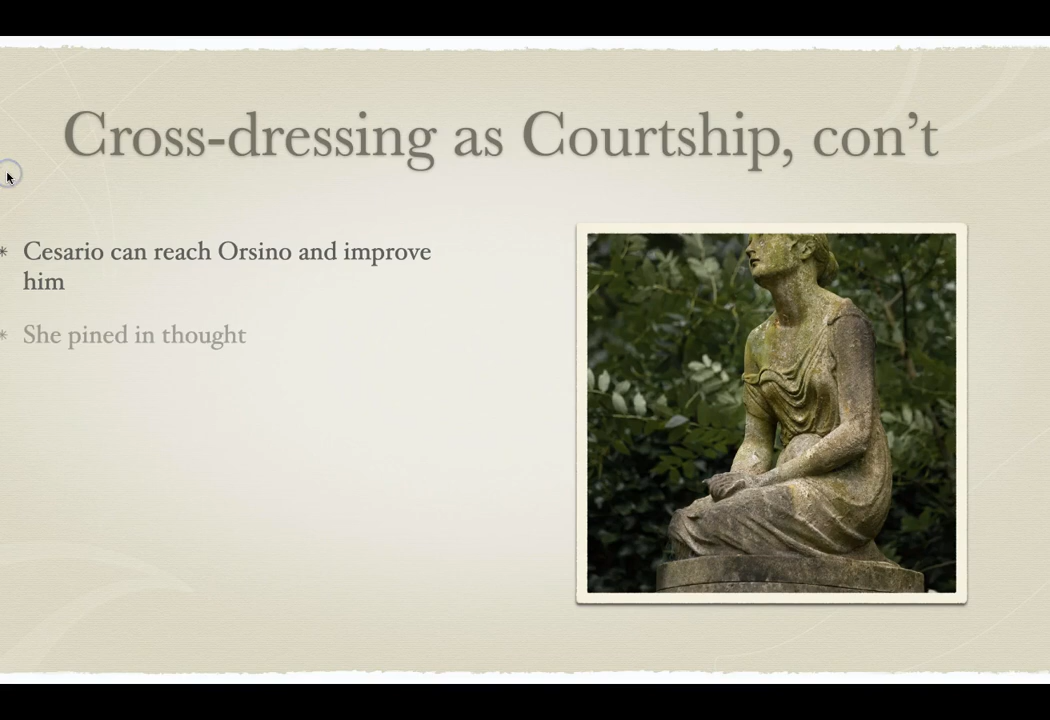 Cross-dressing as Courtship, con’t
* Cesario can reach Orsino and improve
him
* She pined in thought